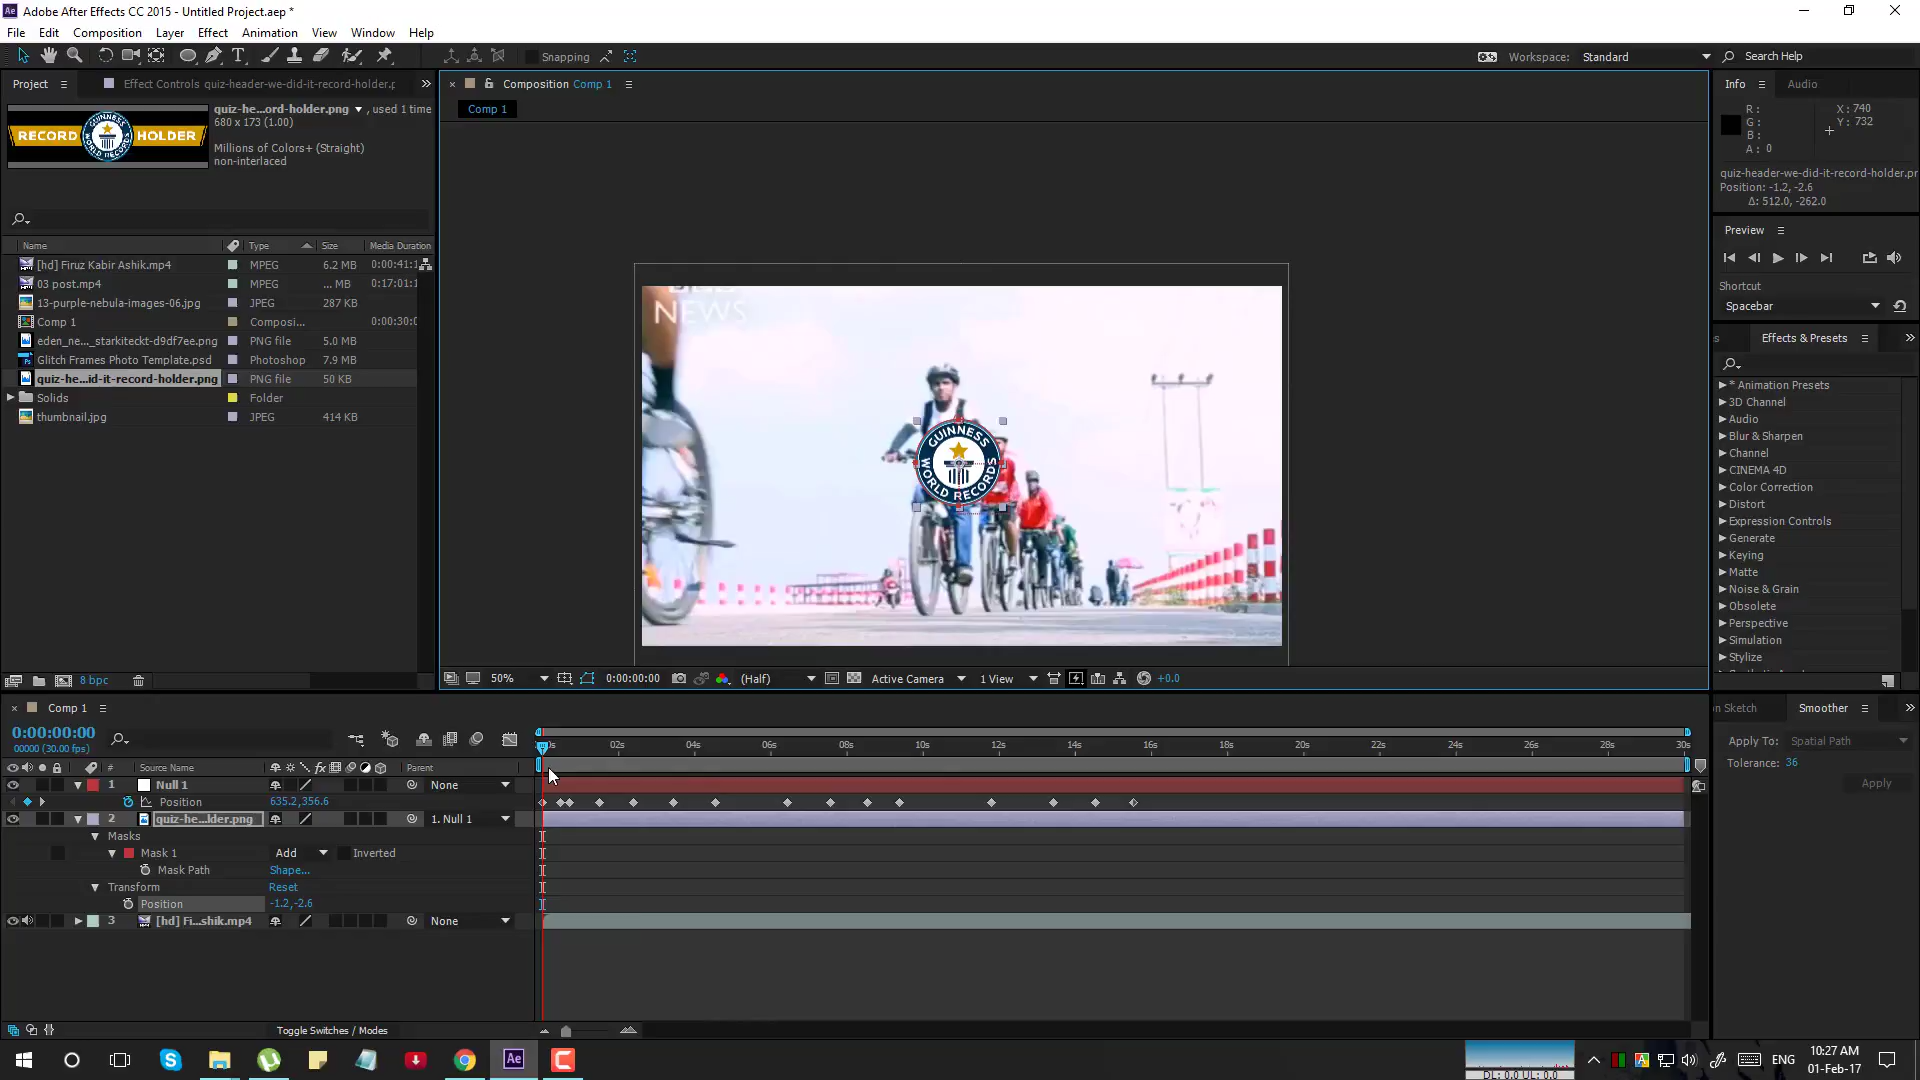 Adobe After Effects CC 2015 - Untitled Project.aep *
File Edit Composition Layer Effect Animation View Window Help
Snapping
Workspace: Standard
Search Help
Project
Effect Controls quiz-header-we-did-it-record-holder.p
Composition Comp 1
Comp 1
Info Audio
RECORD HOLDER
GUINNESS WORLD RECORDS
quiz-he...ord-holder.png , used 1 time
680 x 173 (1.00)
Millions of Colors+ (Straight)
non-interlaced
R:
G:
B:
A: 0
X: 740
Y: 732
quiz-header-we-did-it-record-holder.pr
Position: -1.2, -2.6
Δ: 512.0, -262.0
Preview
Shortcut
Spacebar
Name Type Size Media Duration
[hd] Firuz Kabir Ashik.mp4 MPEG 6.2 MB 0:00:41:1
03 post.mp4 MPEG ... MB 0:17:01:1
13-purple-nebula-images-06.jpg JPEG 287 KB
Comp 1 Composi... 0:00:30:0
eden_ne..._starkiteckt-d9df7ee.png PNG file 5.0 MB
Glitch Frames Photo Template.psd Photoshop 7.9 MB
quiz-he...id-it-record-holder.png PNG file 50 KB
Solids Folder
thumbnail.jpg JPEG 414 KB
NEWS
GUINNESS WORLD RECORDS
Effects & Presets
* Animation Presets
3D Channel
Audio
Blur & Sharpen
Channel
CINEMA 4D
Color Correction
Distort
Expression Controls
Generate
Keying
Matte
Noise & Grain
Obsolete
Perspective
Simulation
Stylize
8 bpc
50% 0:00:00:00 (Half) Active Camera 1 View +0.0
Comp 1
0:00:00:00
00000 (30.00 fps)
02s 04s 06s 08s 10s 12s 14s 16s 18s 20s 22s 24s 26s 28s 30s
# Source Name Parent
1 Null 1 None
Position 635.2,356.6
2 quiz-he...lder.png 1. Null 1
Masks
Mask 1 Add Inverted
Mask Path Shape...
Transform Reset
Position -1.2,-2.6
3 [hd] Fi...shik.mp4 None
Toggle Switches / Modes
n Sketch Smoother
Apply To: Spatial Path
Tolerance: 36
Apply
DL: 0.0 UL: 0.0
ENG
10:27 AM
01-Feb-17